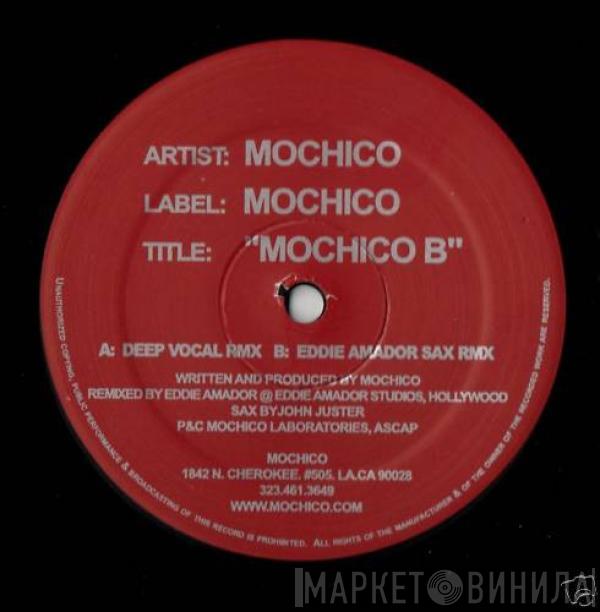 ARTIST: MOCHICO
LABEL: MOCHICO
TITLE: "MOCHICO B"
A: DEEP VOCAL RMX B: EDDIE AMADOR SAX RMX
WRITTEN AND PRODUCED BY MOCHICO
REMIXED BY EDDIE AMADOR @ EDDIE AMADOR STUDIOS, HOLLYWOOD
SAX BYJOHN JUSTER
P&C MOCHICO LABORATORIES, ASCAP
MOCHICO
1842 N. CHEROKEE. #505. LA.CA 90028
323.461.3649
WWW.MOCHICO.COM
UNAUTHORIZED COPYING, PUBLIC PERFORMANCE & BROADCASTING OF THIS RECORD IS PROHIBITED. ALL RIGHTS OF THE MANUFACTURER & OF THE OWNER OF THE RECORDED WORK ARE RESERVED.
МАРКЕТ ВИНИЛА